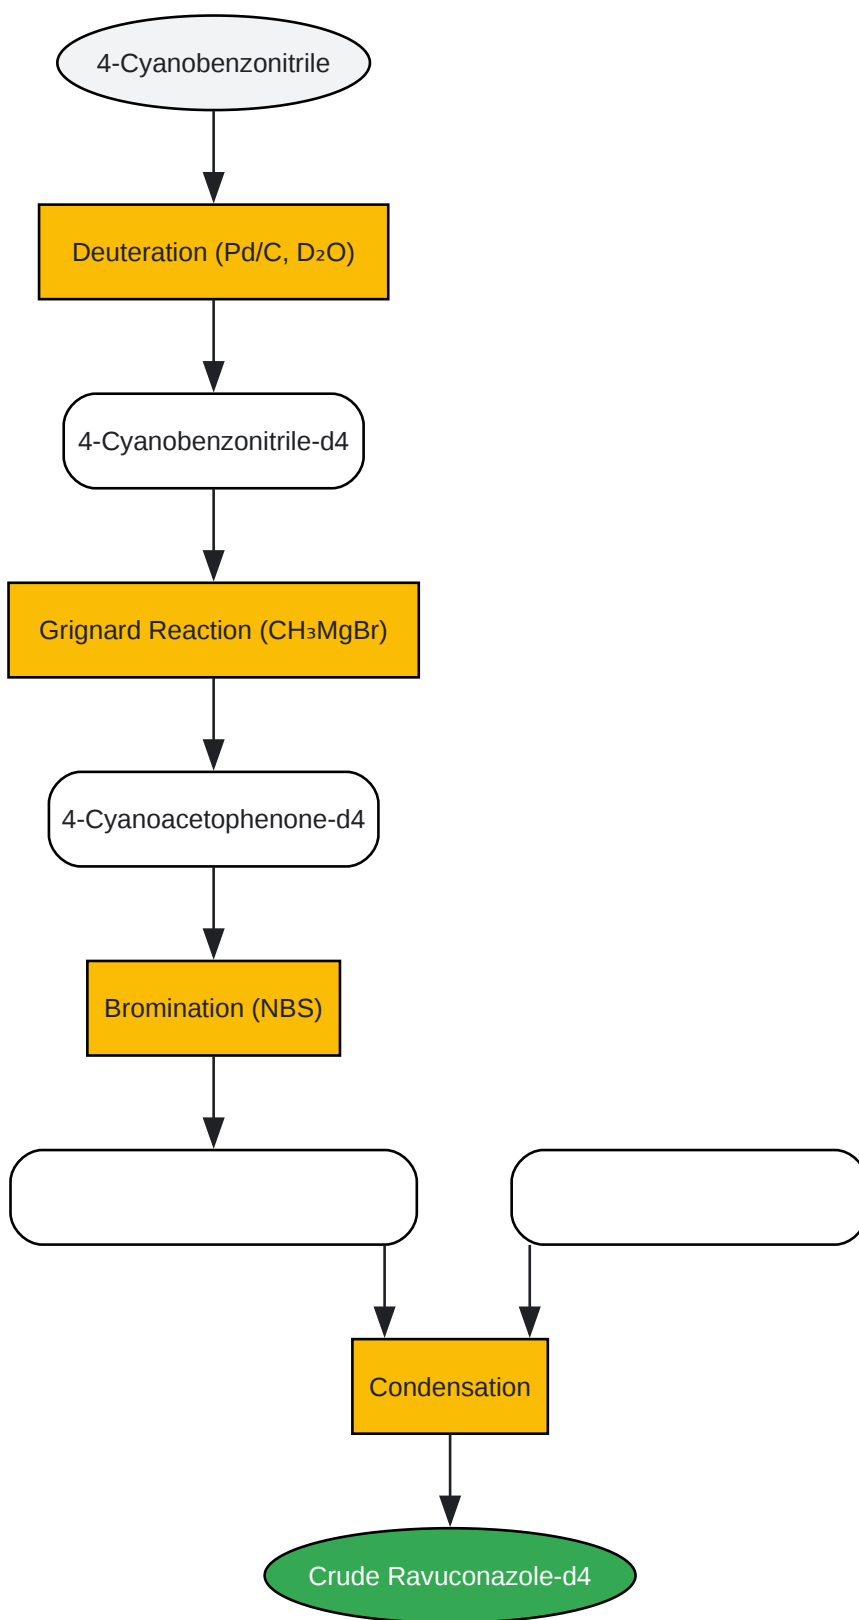 4-Cyanobenzonitrile
Deuteration (Pd/C, D₂O)
4-Cyanobenzonitrile-d4
Grignard Reaction (CH₃MgBr)
4-Cyanoacetophenone-d4
Bromination (NBS)
Condensation
Crude Ravuconazole-d4